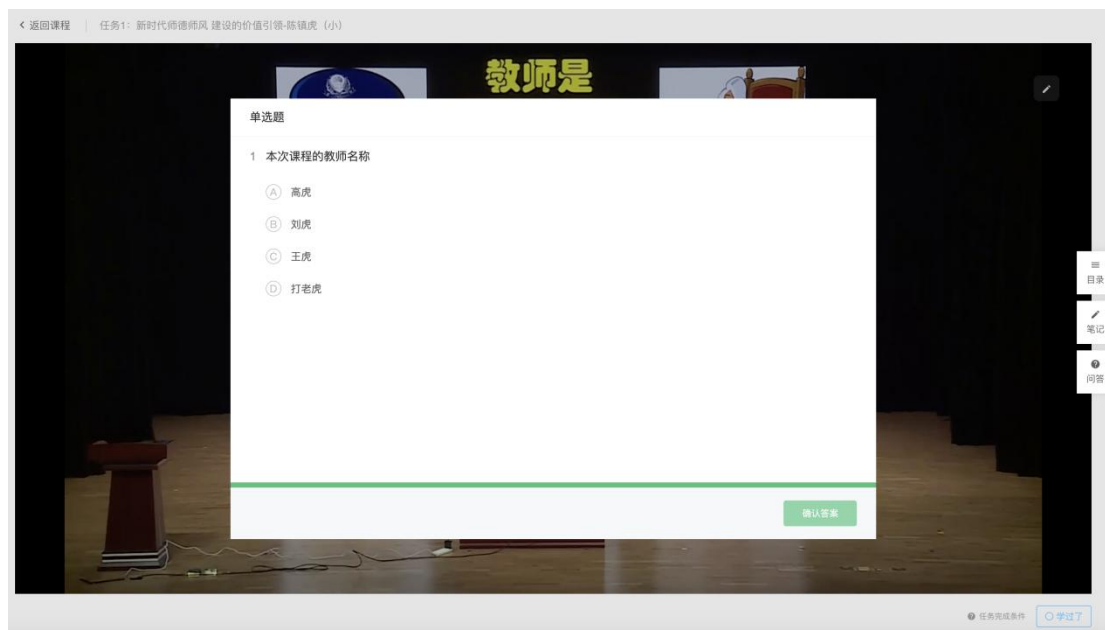 返回课程 任务1：新时代师德师风 建设的价值引领-陈镇虎（小）
教师是
单选题
1 本次课程的教师名称
A 高虎
B 刘虎
C 王虎
D 打老虎
目录
笔记
问答
确认答案
任务完成条件 学过了